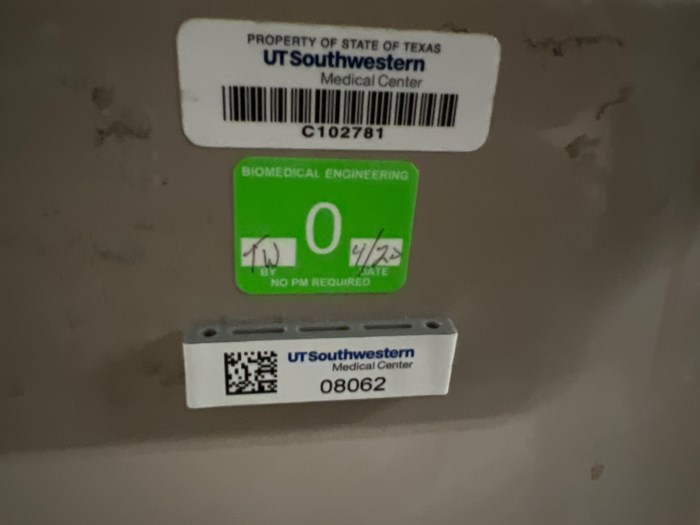 PROPERTY OF STATE OF TEXAS
UTSouthwestern
Medical Center
C102781
BIOMEDICAL ENGINEERING
0
TW 4/20
BY DATE
NO PM REQUIRED
UTSouthwestern
Medical Center
08062